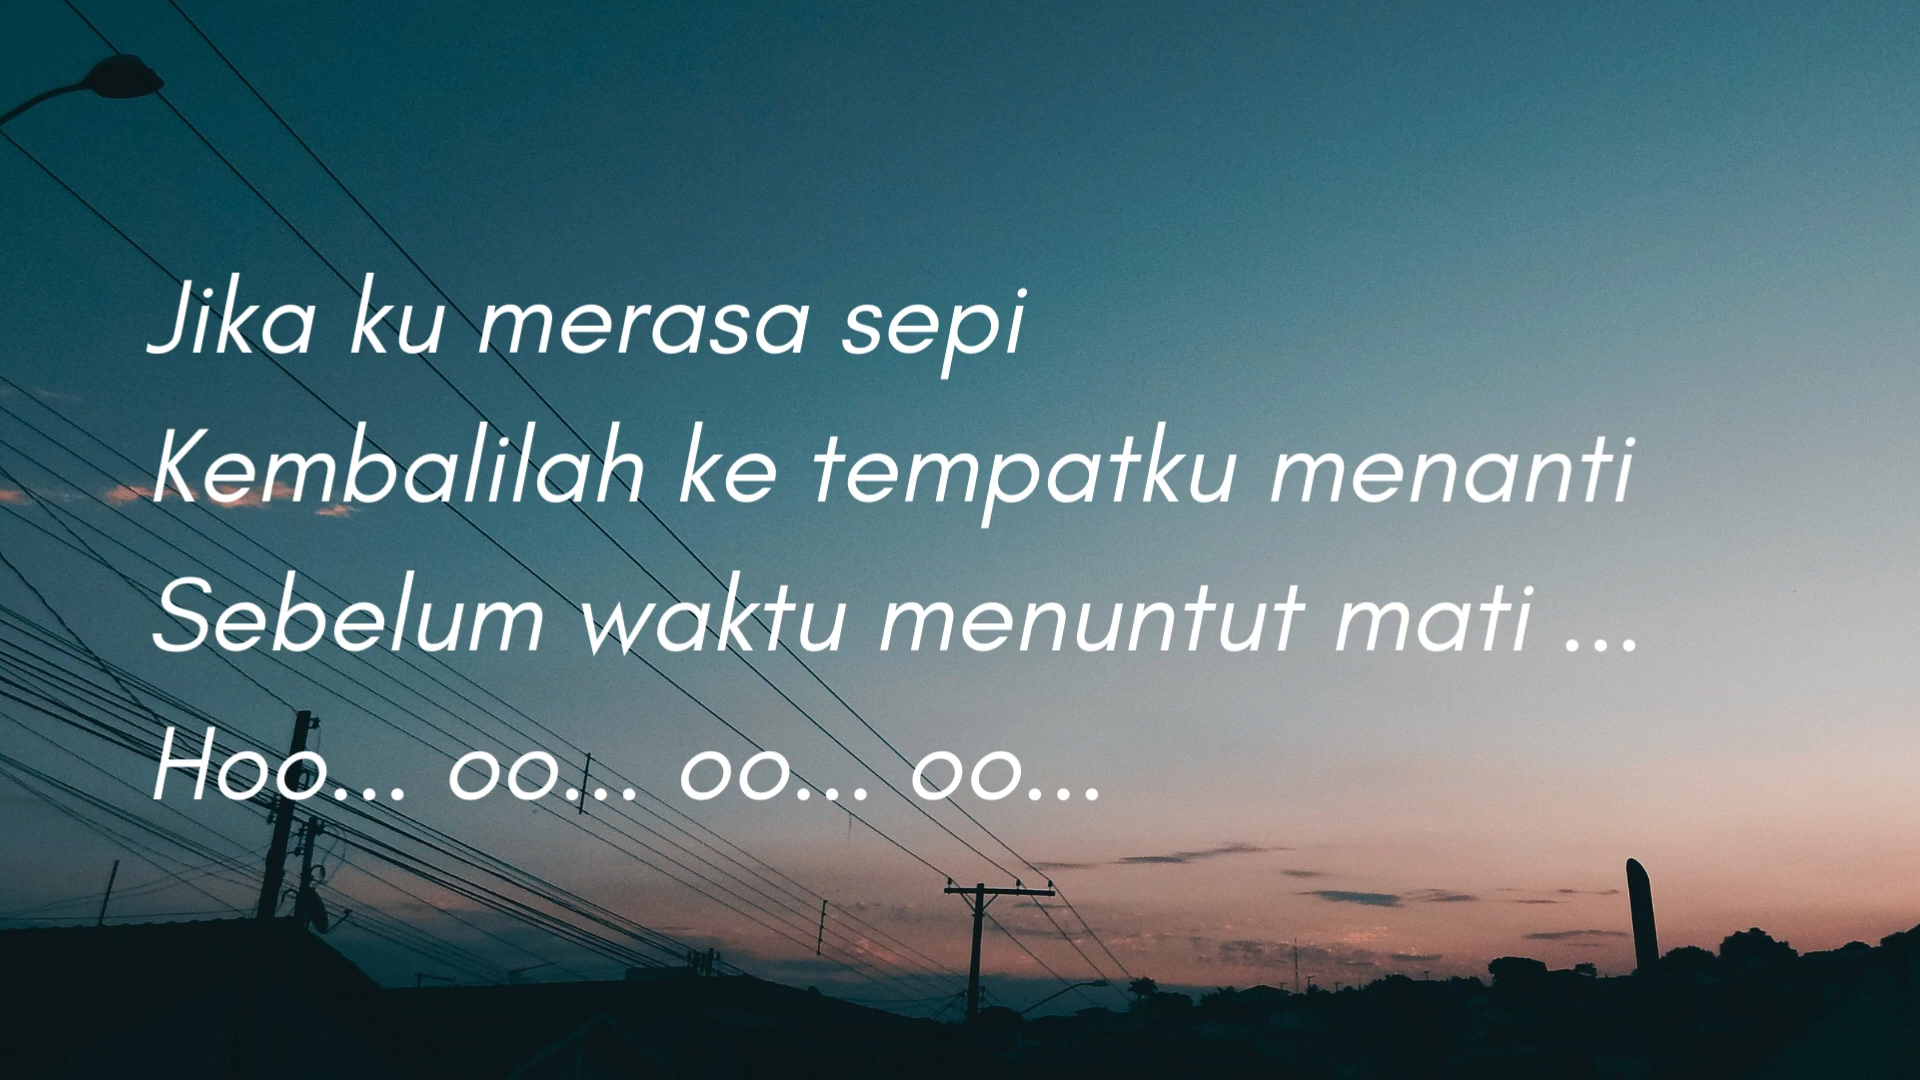 Jika ku merasa sepi
Kembalilah ke tempatku menanti
Sebelum waktu menuntut mati ...
Hoo... oo... oo... oo...